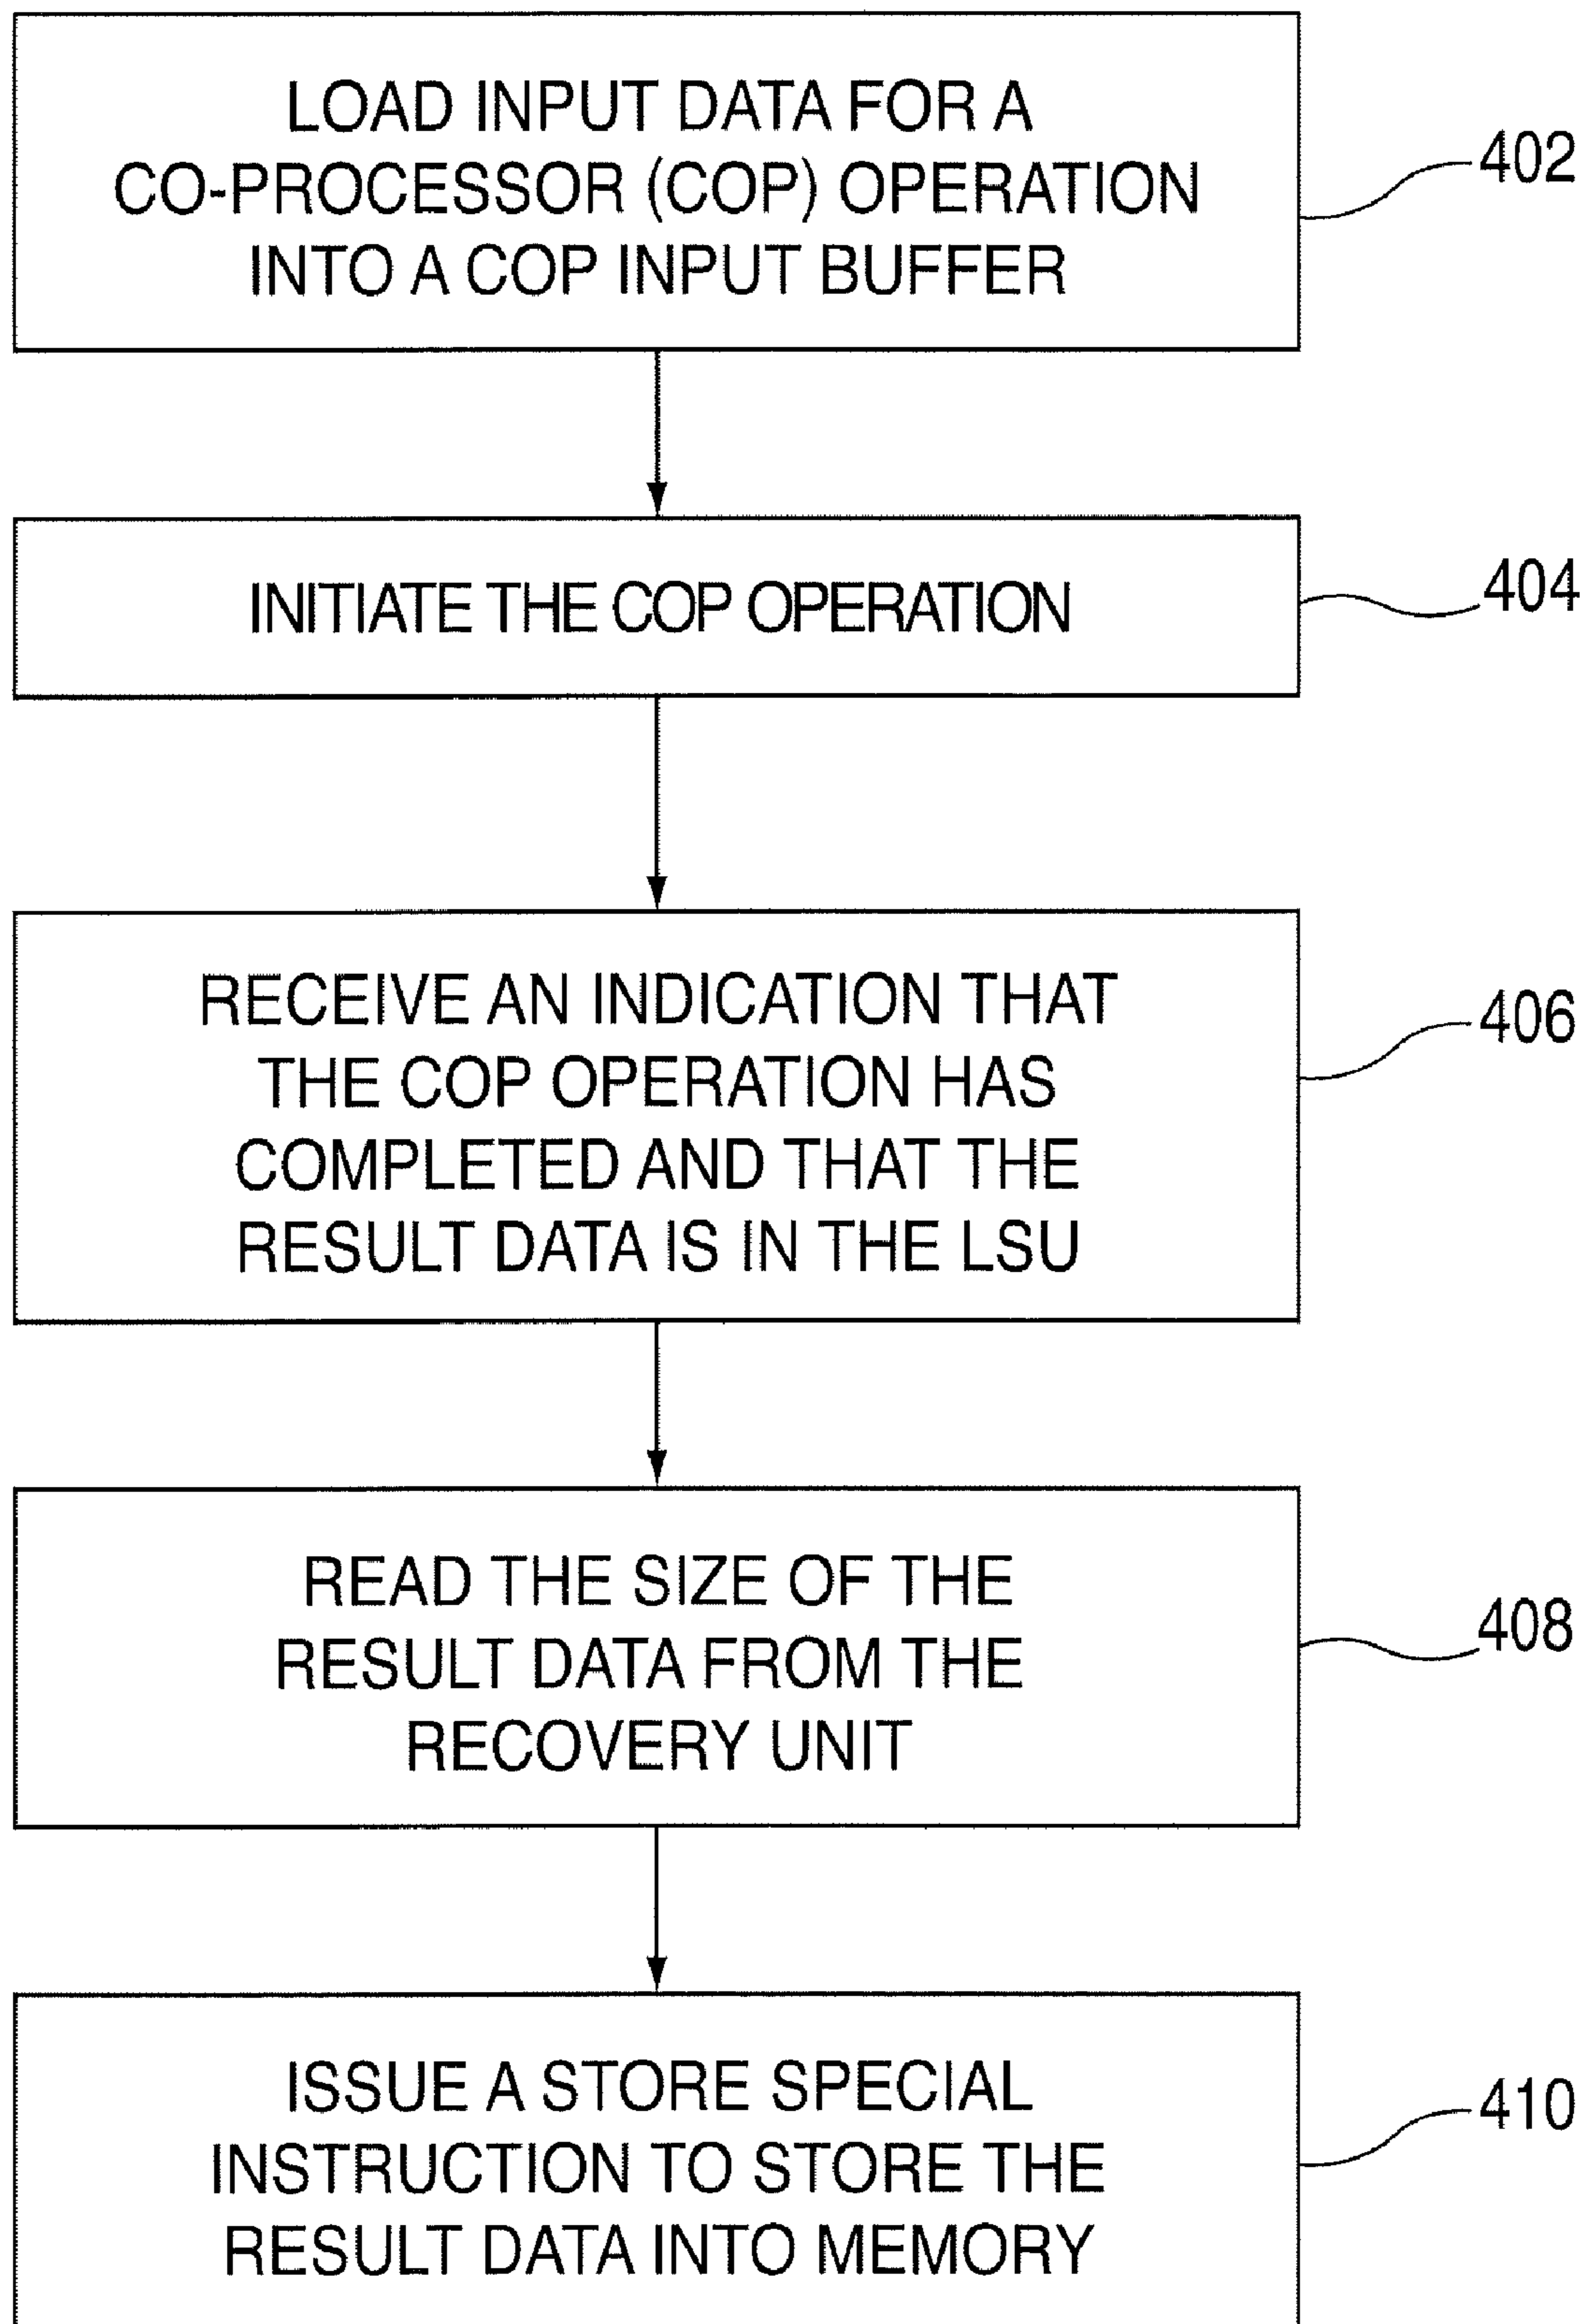 LOAD INPUT DATA FOR A
CO-PROCESSOR (COP) OPERATION
INTO A COP INPUT BUFFER
402
INITIATE THE COP OPERATION
404
RECEIVE AN INDICATION THAT
THE COP OPERATION HAS
COMPLETED AND THAT THE
RESULT DATA IS IN THE LSU
406
READ THE SIZE OF THE
RESULT DATA FROM THE
RECOVERY UNIT
408
ISSUE A STORE SPECIAL
INSTRUCTION TO STORE THE
RESULT DATA INTO MEMORY
410